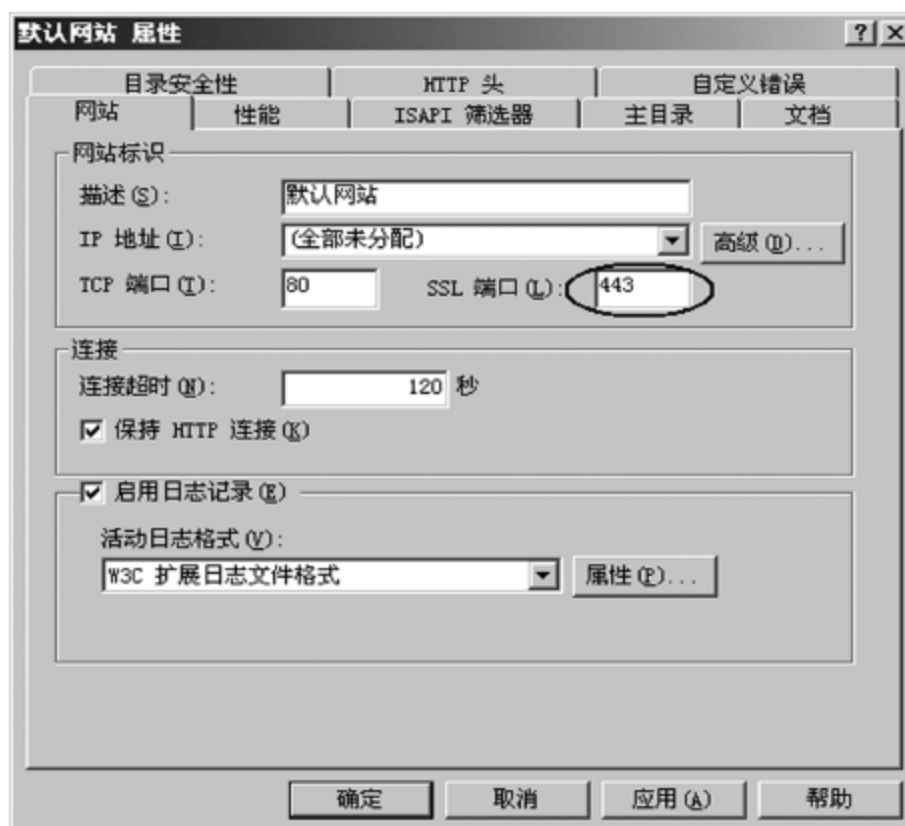 默认网站 属性
目录安全性 HTTP 头 自定义错误
网站 性能 ISAPI 筛选器 主目录 文档
网站标识
描述(S): 默认网站
IP 地址(I): (全部未分配) 高级(D)...
TCP 端口(T): 80 SSL 端口(L): 443
连接
连接超时(N): 120 秒
保持 HTTP 连接(K)
启用日志记录(E)
活动日志格式(V):
W3C 扩展日志文件格式 属性(P)...
确定 取消 应用(A) 帮助